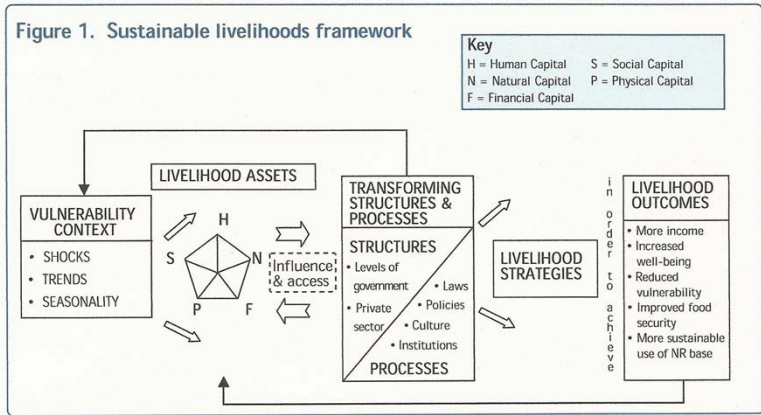 Figure 1. Sustainable livelihoods framework
Key
H = Human Capital S = Social Capital
N = Natural Capital P = Physical Capital
F = Financial Capital
LIVELIHOOD ASSETS
VULNERABILITY
CONTEXT
• SHOCKS
• TRENDS
• SEASONALITY
H
S
N
P
F
Influence
& access
TRANSFORMING
STRUCTURES &
PROCESSES
STRUCTURES
• Levels of
government
• Private
sector
• Laws
• Policies
• Culture
• Institutions
PROCESSES
LIVELIHOOD
STRATEGIES
in order to achieve
LIVELIHOOD
OUTCOMES
• More income
• Increased
well-being
• Reduced
vulnerability
• Improved food
security
• More sustainable
use of NR base